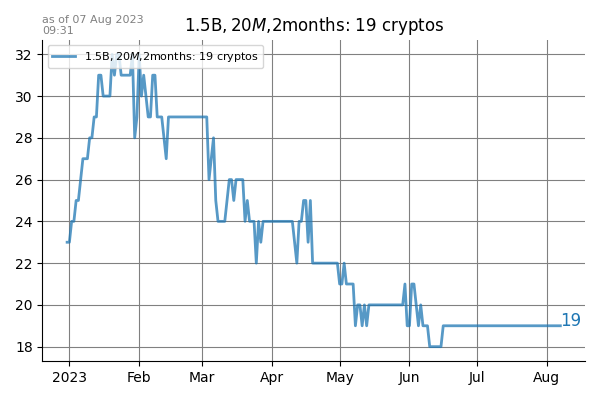 as of 07 Aug 2023
09:31
1.5B, 20M,2months: 19 cryptos
1.5B, 20M,2months: 19 cryptos
32
30
28
26
24
22
20
18
19
2023 Feb Mar Apr May Jun Jul Aug